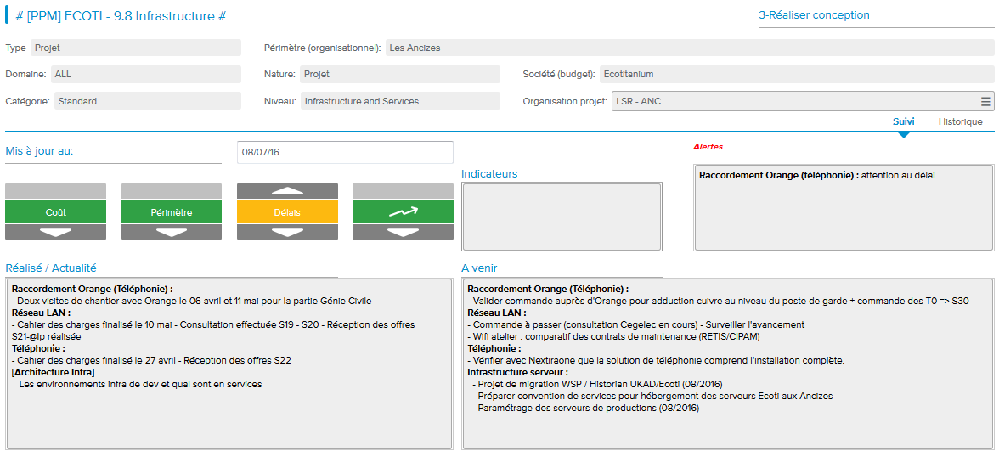 # [PPM] ECOTI - 9.8 Infrastructure #
3-Réaliser conception
Type Projet
Périmètre (organisationnel): Les Ancizes
Domaine: ALL
Nature: Projet
Société (budget): Ecotitanium
Catégorie: Standard
Niveau: Infrastructure and Services
Organisation projet: LSR - ANC
Suivi Historique
Mis à jour au: 08/07/16
Alertes
Raccordement Orange (téléphonie) : attention au délai
Indicateurs
Coût
Périmètre
Délais
Réalisé / Actualité
Raccordement Orange (Téléphonie) :
- Deux visites de chantier avec Orange le 06 avril et 11 mai pour la partie Génie Civile
Réseau LAN :
- Cahier des charges finalisé le 10 mai - Consultation effectuée S19 - S20 - Réception des offres
S21-@Ip réalisée
Téléphonie :
- Cahier des charges finalisé le 27 avril - Réception des offres S22
[Architecture Infra]
Les environnements infra de dev et qual sont en services
A venir
Raccordement Orange (Téléphonie) :
- Valider commande auprès d'Orange pour adduction cuivre au niveau du poste de garde + commande des T0 => S30
Réseau LAN :
- Commande à passer (consultation Cegelec en cours) - Surveiller l'avancement
- Wifi atelier : comparatif des contrats de maintenance (RETIS/CIPAM)
Téléphonie :
- Vérifier avec Nextiraone que la solution de téléphonie comprend l'installation complète.
Infrastructure serveur :
- Projet de migration WSP / Historian UKAD/Ecoti (08/2016)
- Préparer convention de services pour hébergement des serveurs Ecoti aux Ancizes
- Paramétrage des serveurs de productions (08/2016)